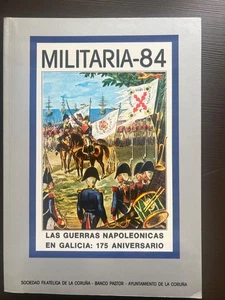 MILITARIA-84
LAS GUERRAS NAPOLEONICAS
EN GALICIA: 175 ANIVERSARIO
SOCIEDAD FILATELICA DE LA CORUÑA - BANCO PASTOR - AYUNTAMIENTO DE LA CORUÑA